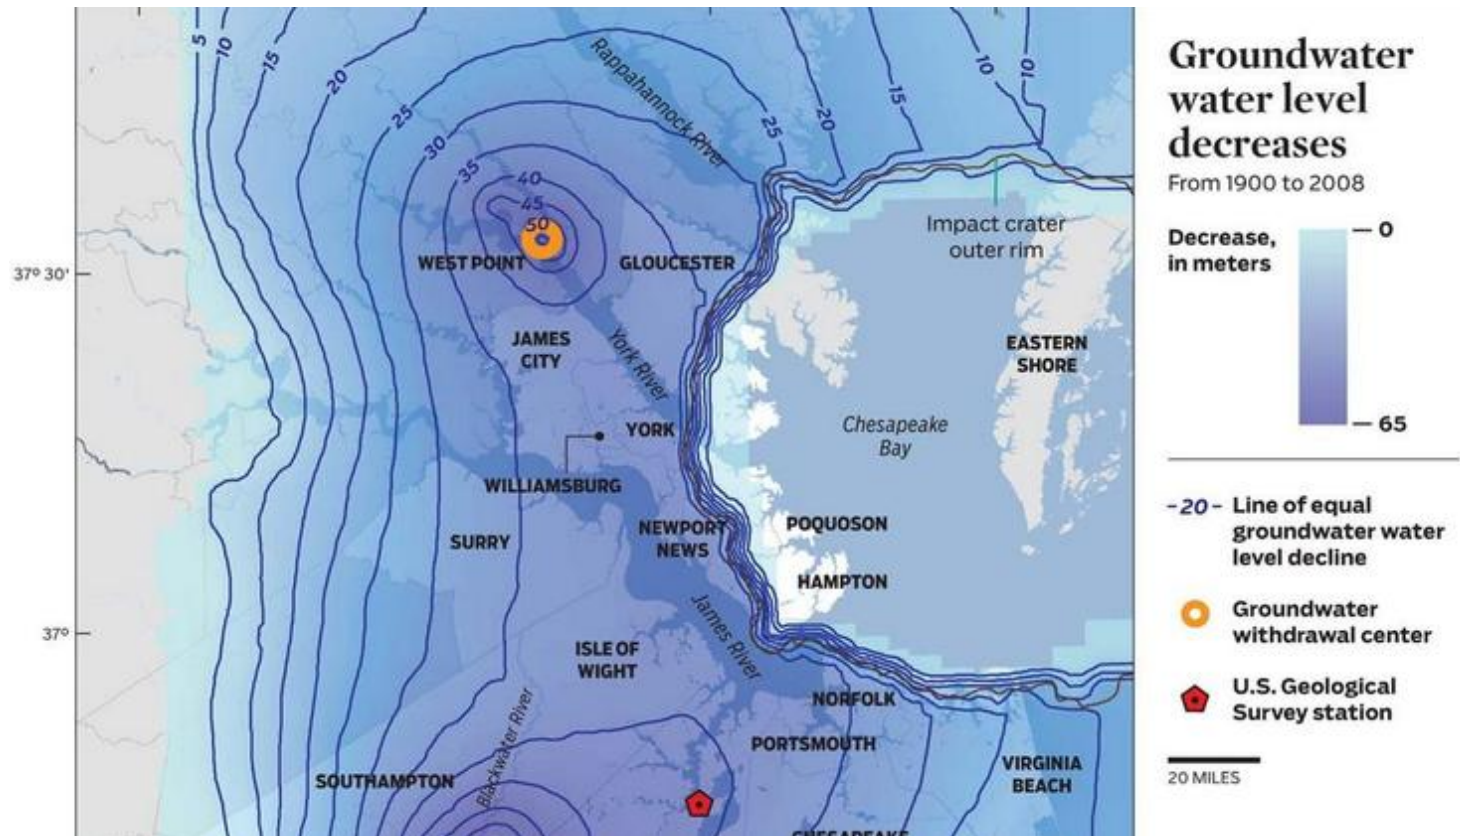 5
10
15
20
25
30
35
40
45
50
25
20
15
10
10
Rappahannock River
WEST POINT
GLOUCESTER
37° 30'
JAMES
CITY
York River
YORK
WILLIAMSBURG
SURRY
NEWPORT
NEWS
POQUOSON
HAMPTON
Chesapeake
Bay
EASTERN
SHORE
Impact crater
outer rim
37°
ISLE OF
WIGHT
James River
NORFOLK
PORTSMOUTH
VIRGINIA
BEACH
SOUTHAMPTON
Blackwater River
CHESAPEAKE
Groundwater
water level
decreases
From 1900 to 2008
Decrease,
in meters
0
65
-20- Line of equal
groundwater water
level decline
Groundwater
withdrawal center
U.S. Geological
Survey station
20 MILES